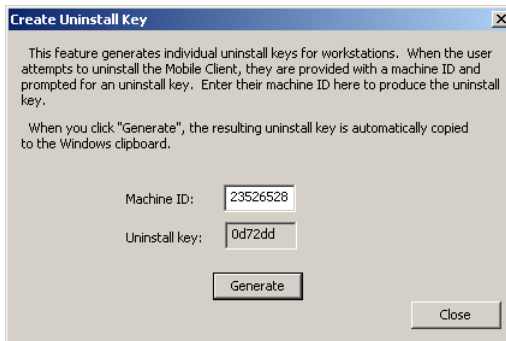 Create Uninstall Key
This feature generates individual uninstall keys for workstations. When the user
attempts to uninstall the Mobile Client, they are provided with a machine ID and
prompted for an uninstall key. Enter their machine ID here to produce the uninstall
key.
When you click "Generate", the resulting uninstall key is automatically copied
to the Windows clipboard.
Machine ID: 23526528
Uninstall key: 0d72dd
Generate
Close